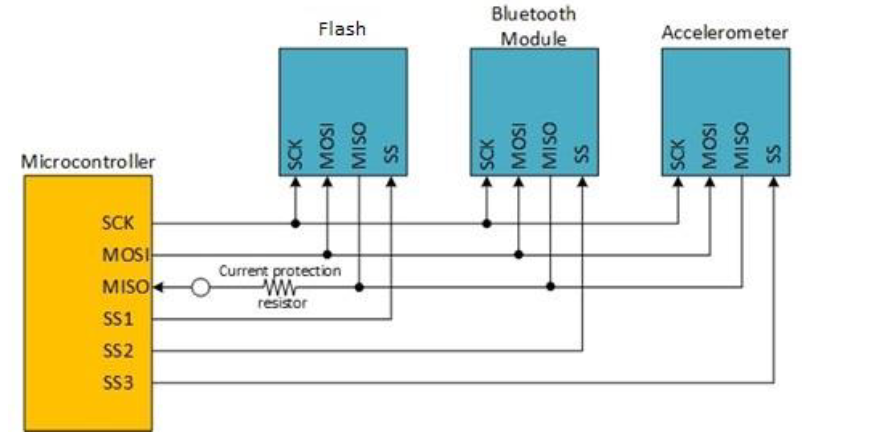 Flash
Bluetooth
Module
Accelerometer
SCK
MOSI
MISO
SS
SCK
MOSI
MISO
SS
SCK
MOSI
MISO
SS
Microcontroller
SCK
MOSI
MISO
SS1
SS2
SS3
Current protection
resistor